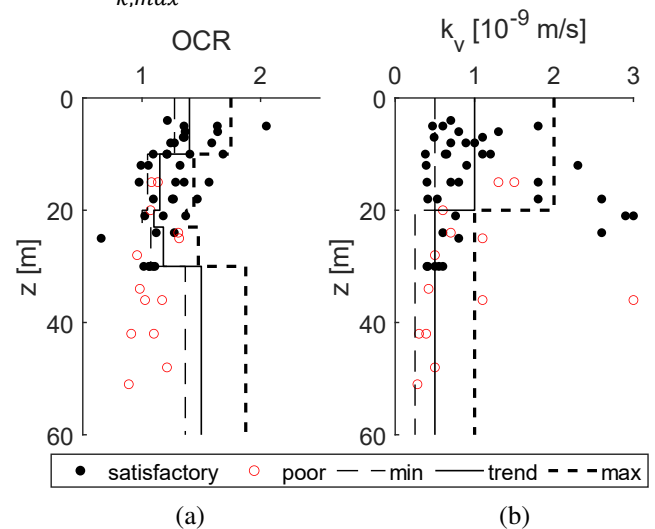 k,max
OCR
k_v [10^-9 m/s]
1 2
0 1 2 3
0
20
40
60
z [m]
0
20
40
60
z [m]
satisfactory poor min trend max
(a) (b)